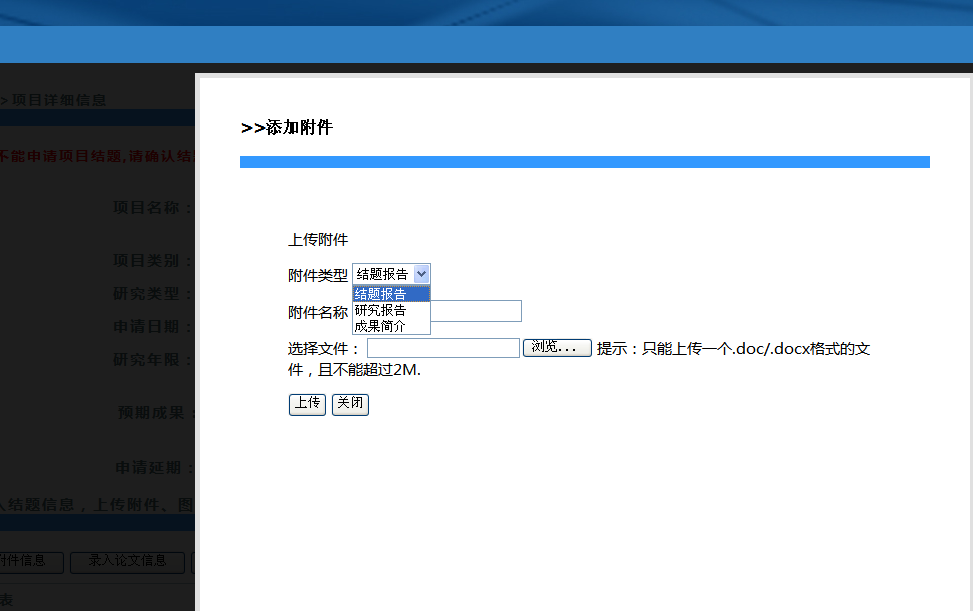 >项目详细信息
不能申请项目结题,请确认结
项目名称：
项目类别：
研究类型：
申请日期：
研究年限：
预期成果：
申请延期：
入结题信息，上传附件、图
附件信息 录入论文信息
表
>>添加附件
上传附件
附件类型 结题报告
结题报告
研究报告
成果简介
附件名称
选择文件： 浏览... 提示：只能上传一个.doc/.docx格式的文
件，且不能超过2M.
上传 关闭